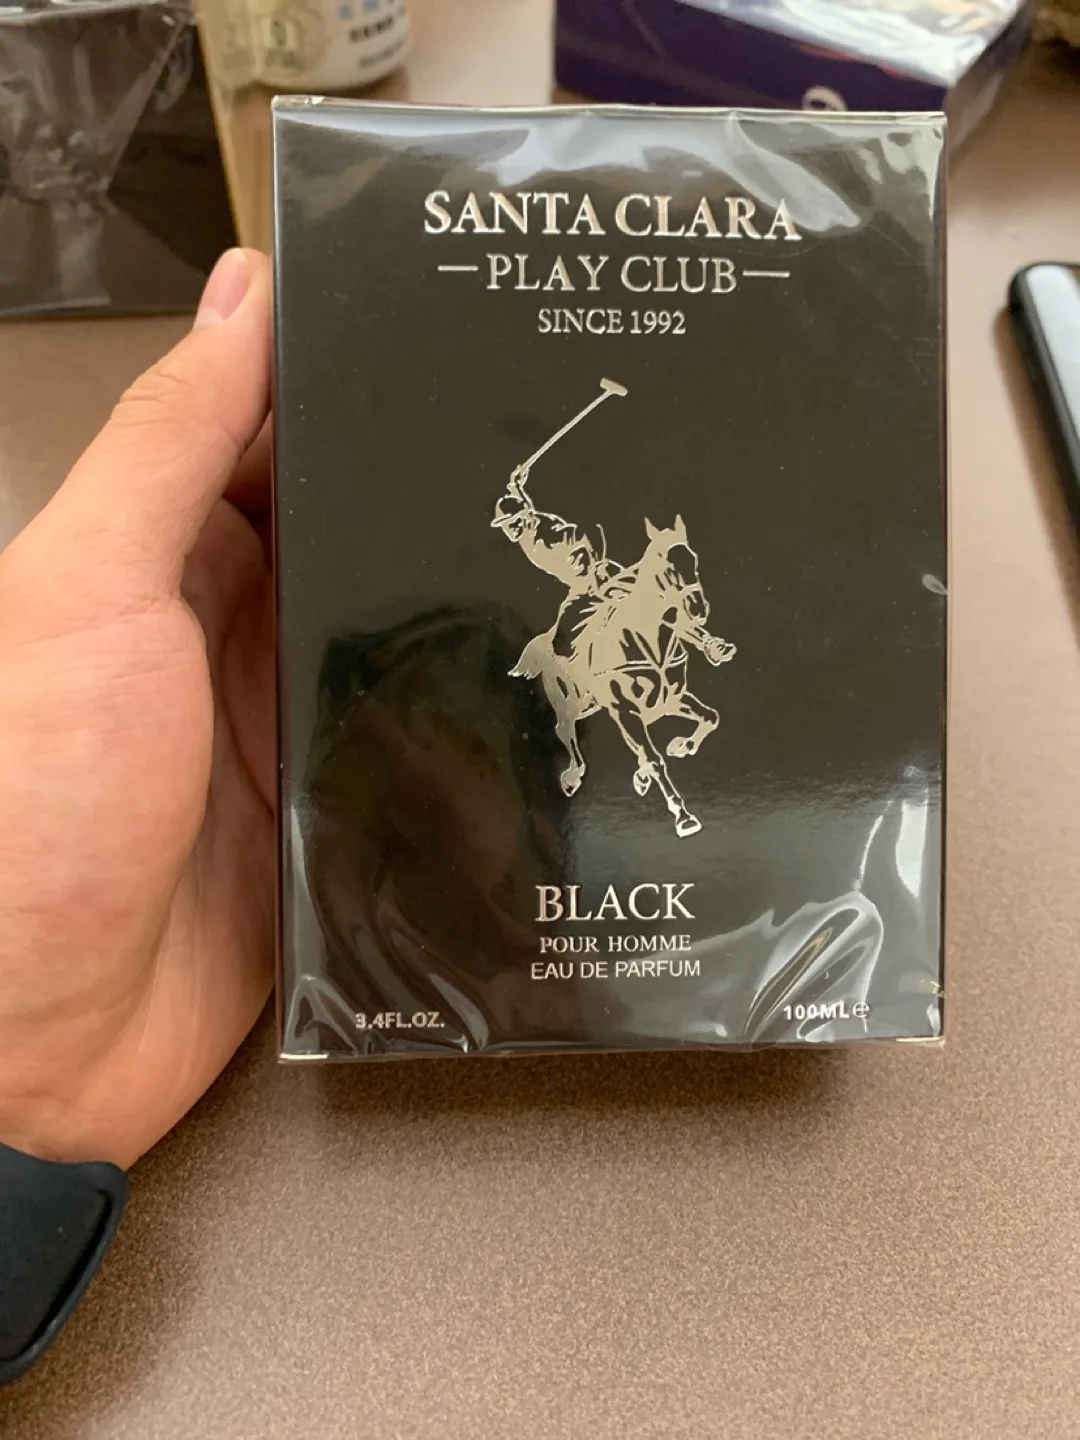 SANTA CLARA
PLAY CLUB
SINCE 1992
BLACK
POUR HOMME
EAU DE PARFUM
3.4FL.OZ.
100ML℮